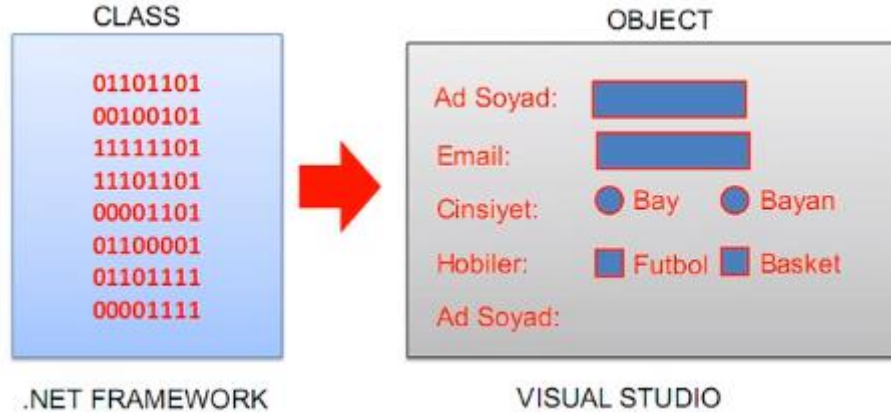 CLASS
01101101
00100101
11111101
11101101
00001101
01100001
01101111
00001111
.NET FRAMEWORK
OBJECT
Ad Soyad:
Email:
Cinsiyet: Bay Bayan
Hobiler: Futbol Basket
Ad Soyad:
VISUAL STUDIO